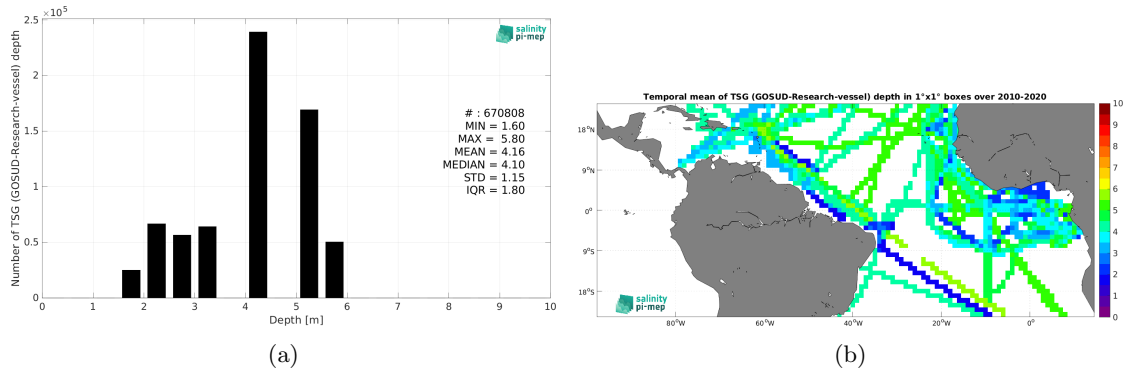 ×10⁵
2.5
2
1.5
1
0.5
0
Number of TSG (GOSUD-Research-vessel) depth
salinity
pi-mep
# : 670808
MIN = 1.60
MAX = 5.86
MEAN = 4.16
MEDIAN = 4.10
STD = 1.15
IQR = 1.80
0 1 2 3 4 5 6 7 8 9 10
Depth [m]
(a)
Temporal mean of TSG (GOSUD-Research-vessel) depth in 1°x1° boxes over 2010-2020
18°N
9°N
0°
9°S
18°S
80°W 60°W 40°W 20°W 0°
salinity
pi-mep
10
9
8
7
6
5
4
3
2
1
0
(b)